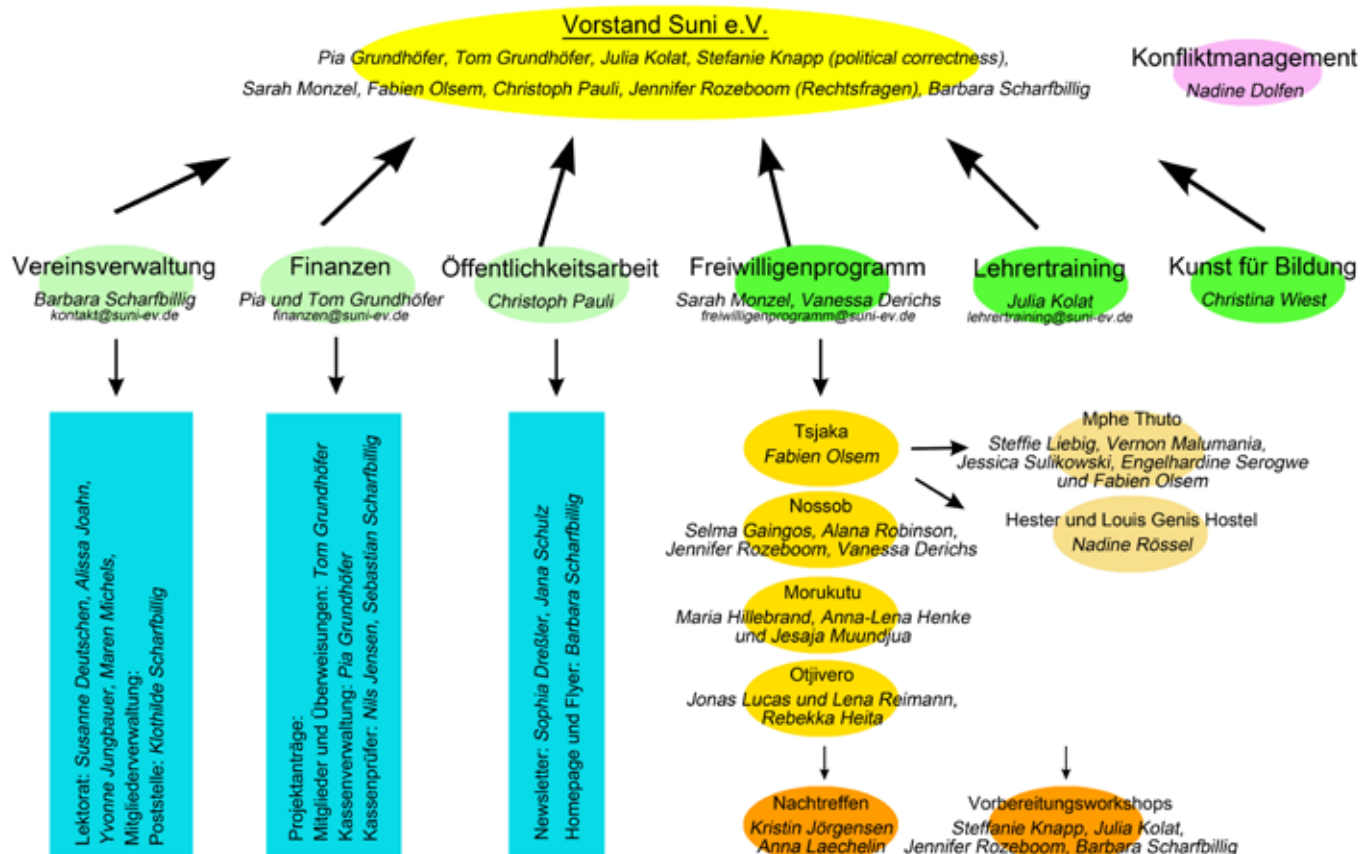 Vorstand Suni e.V.
Pia Grundhöfer, Tom Grundhöfer, Julia Kolat, Stefanie Knapp (political correctness),
Sarah Monzel, Fabien Olsem, Christoph Pauli, Jennifer Rozeboom (Rechtsfragen), Barbara Scharfbillig
Konfliktmanagement
Nadine Dolfen
Vereinsverwaltung
Barbara Scharfbillig
kontakt@suni-ev.de
Finanzen
Pia und Tom Grundhöfer
finanzen@suni-ev.de
Öffentlichkeitsarbeit
Christoph Pauli
Freiwilligenprogramm
Sarah Monzel, Vanessa Derichs
freiwilligenprogramm@suni-ev.de
Lehrertraining
Julia Kolat
lehrertraining@suni-ev.de
Kunst für Bildung
Christina Wiest
Lektorat: Susanne Deutschen, Alissa Joahn,
Yvonne Jungbauer, Maren Michels,
Mitgliederverwaltung:
Poststelle: Klothilde Scharfbillig
Projektanträge:
Mitglieder und Überweisungen: Tom Grundhöfer
Kassenverwaltung: Pia Grundhöfer
Kassenprüfer: Nils Jensen, Sebastian Scharfbillig
Newsletter: Sophia Dreßler, Jana Schulz
Homepage und Flyer: Barbara Scharfbillig
Tsjaka
Fabien Olsem
Mphe Thuto
Steffie Liebig, Vernon Malumania,
Jessica Sulikowski, Engelhardine Serogwe
und Fabien Olsem
Nossob
Selma Gaingos, Alana Robinson,
Jennifer Rozeboom, Vanessa Derichs
Hester und Louis Genis Hostel
Nadine Rössel
Morukutu
Maria Hillebrand, Anna-Lena Henke
und Jesaja Muundjua
Otjivero
Jonas Lucas und Lena Reimann,
Rebekka Heita
Nachtreffen
Kristin Jörgensen
Anna Laechelin
Vorbereitungsworkshops
Steffanie Knapp, Julia Kolat,
Jennifer Rozeboom, Barbara Scharfbillig